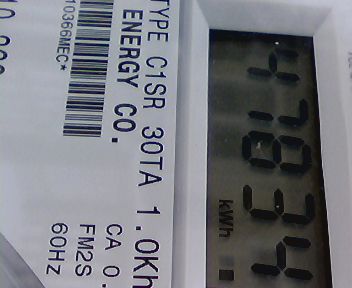 TYPE C1SR 30TA 1.0Kh
ENERGY CO. CA 0.
FM2S
10366MEC* 60HZ
47834
kWh